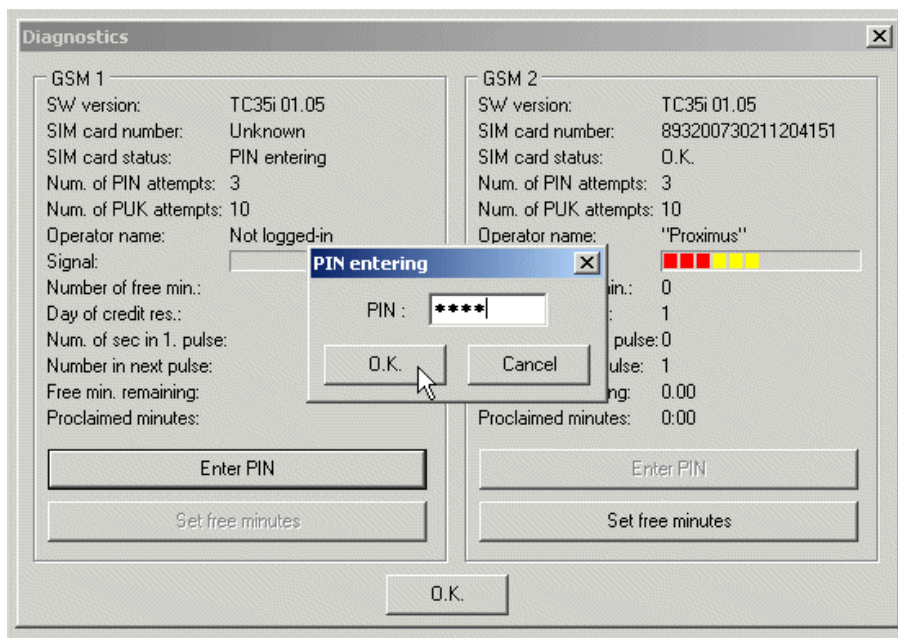 Diagnostics
GSM 1
SW version: TC35i 01.05
SIM card number: Unknown
SIM card status: PIN entering
Num. of PIN attempts: 3
Num. of PUK attempts: 10
Operator name: Not logged-in
Signal:
Number of free min.:
Day of credit res.:
Num. of sec in 1. pulse:
Number in next pulse:
Free min. remaining:
Proclaimed minutes:
Enter PIN
Set free minutes
GSM 2
SW version: TC35i 01.05
SIM card number: 893200730211204151
SIM card status: O.K.
Num. of PIN attempts: 3
Num. of PUK attempts: 10
Operator name: "Proximus"
in.: 0
: 1
pulse: 0
ulse: 1
ng: 0.00
Proclaimed minutes: 0:00
Enter PIN
Set free minutes
PIN entering
PIN : ****
O.K.
Cancel
O.K.